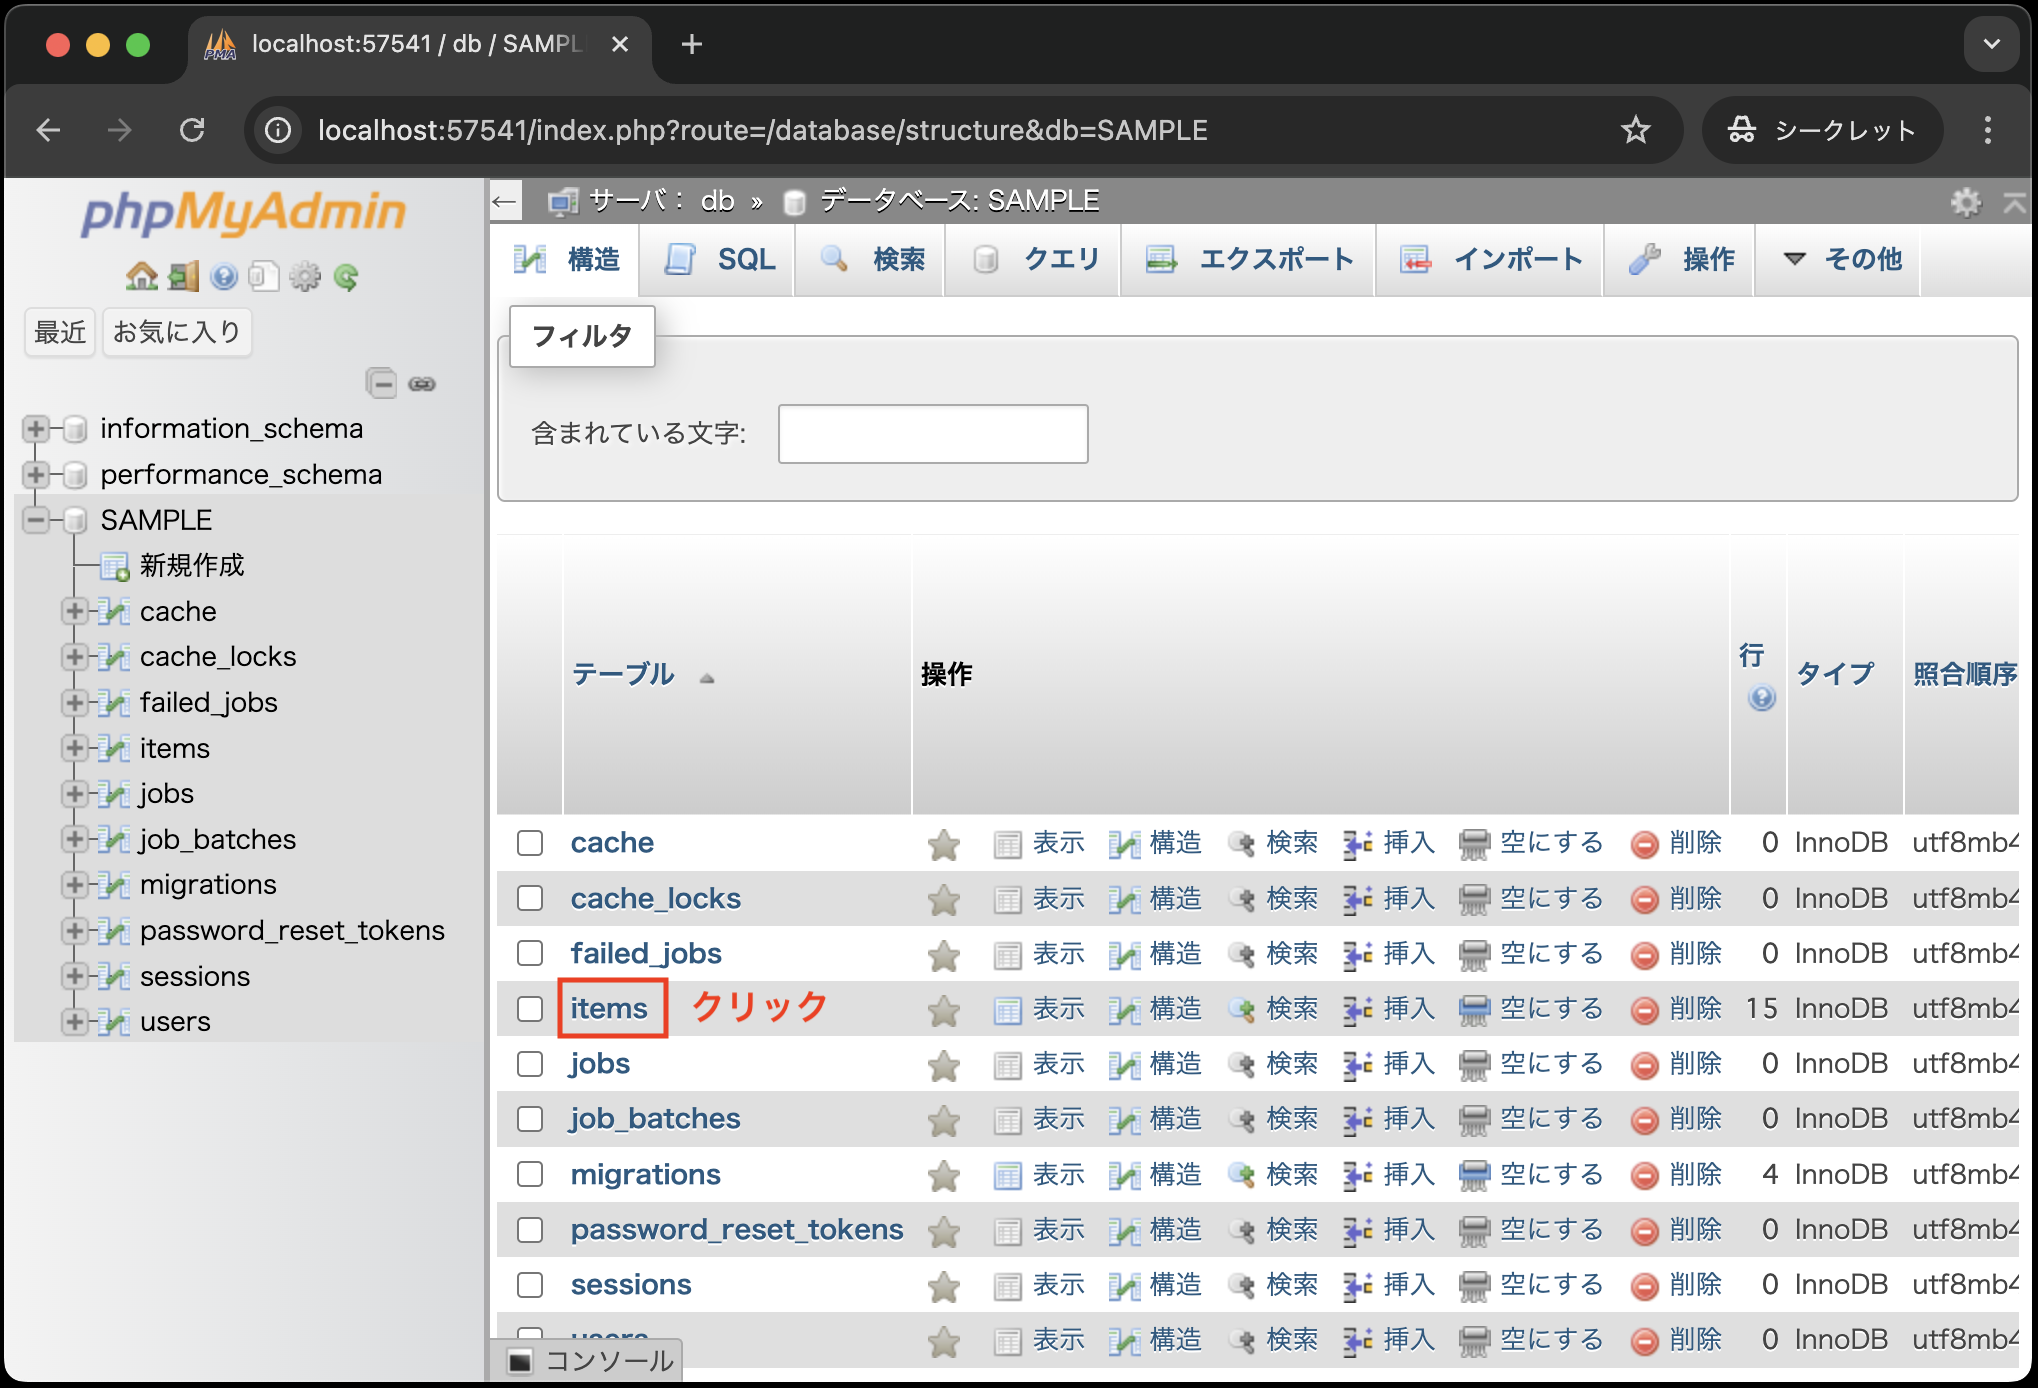 localhost:57541 / db / SAMPL
localhost:57541/index.php?route=/database/structure&db=SAMPLE
シークレット
phpMyAdmin
最近 お気に入り
information_schema
performance_schema
SAMPLE
新規作成
cache
cache_locks
failed_jobs
items
jobs
job_batches
migrations
password_reset_tokens
sessions
users
サーバ: db » データベース: SAMPLE
構造 SQL 検索 クエリ エクスポート インポート 操作 その他
フィルタ
含まれている文字:
テーブル 操作 行 タイプ 照合順序
cache 表示 構造 検索 挿入 空にする 削除 0 InnoDB utf8mb4
cache_locks 表示 構造 検索 挿入 空にする 削除 0 InnoDB utf8mb4
failed_jobs 表示 構造 検索 挿入 空にする 削除 0 InnoDB utf8mb4
items クリック 表示 構造 検索 挿入 空にする 削除 15 InnoDB utf8mb4
jobs 表示 構造 検索 挿入 空にする 削除 0 InnoDB utf8mb4
job_batches 表示 構造 検索 挿入 空にする 削除 0 InnoDB utf8mb4
migrations 表示 構造 検索 挿入 空にする 削除 4 InnoDB utf8mb4
password_reset_tokens 表示 構造 検索 挿入 空にする 削除 0 InnoDB utf8mb4
sessions 表示 構造 検索 挿入 空にする 削除 0 InnoDB utf8mb4
users 表示 構造 検索 挿入 空にする 削除 0 InnoDB utf8mb4
コンソール